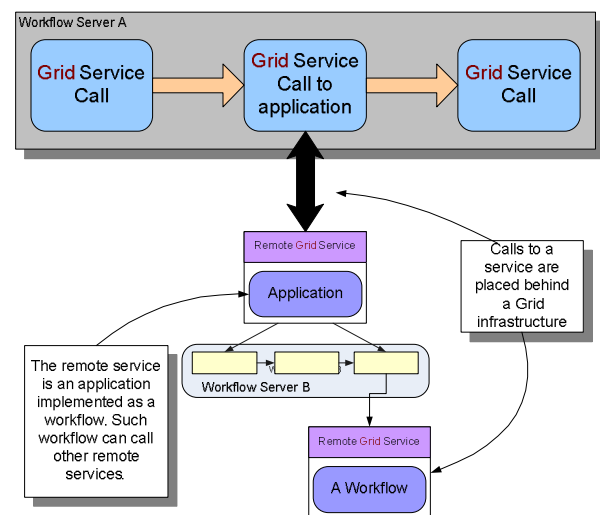 Workflow Server A
Grid Service
Call
Grid Service
Call to
application
Grid Service
Call
Remote Grid Service
Application
Calls to a
service are
placed behind
a Grid
infrastructure
The remote service
is an application
implemented as a
workflow. Such
workflow can call
other remote
services.
Workflow Server B
Remote Grid Service
A Workflow